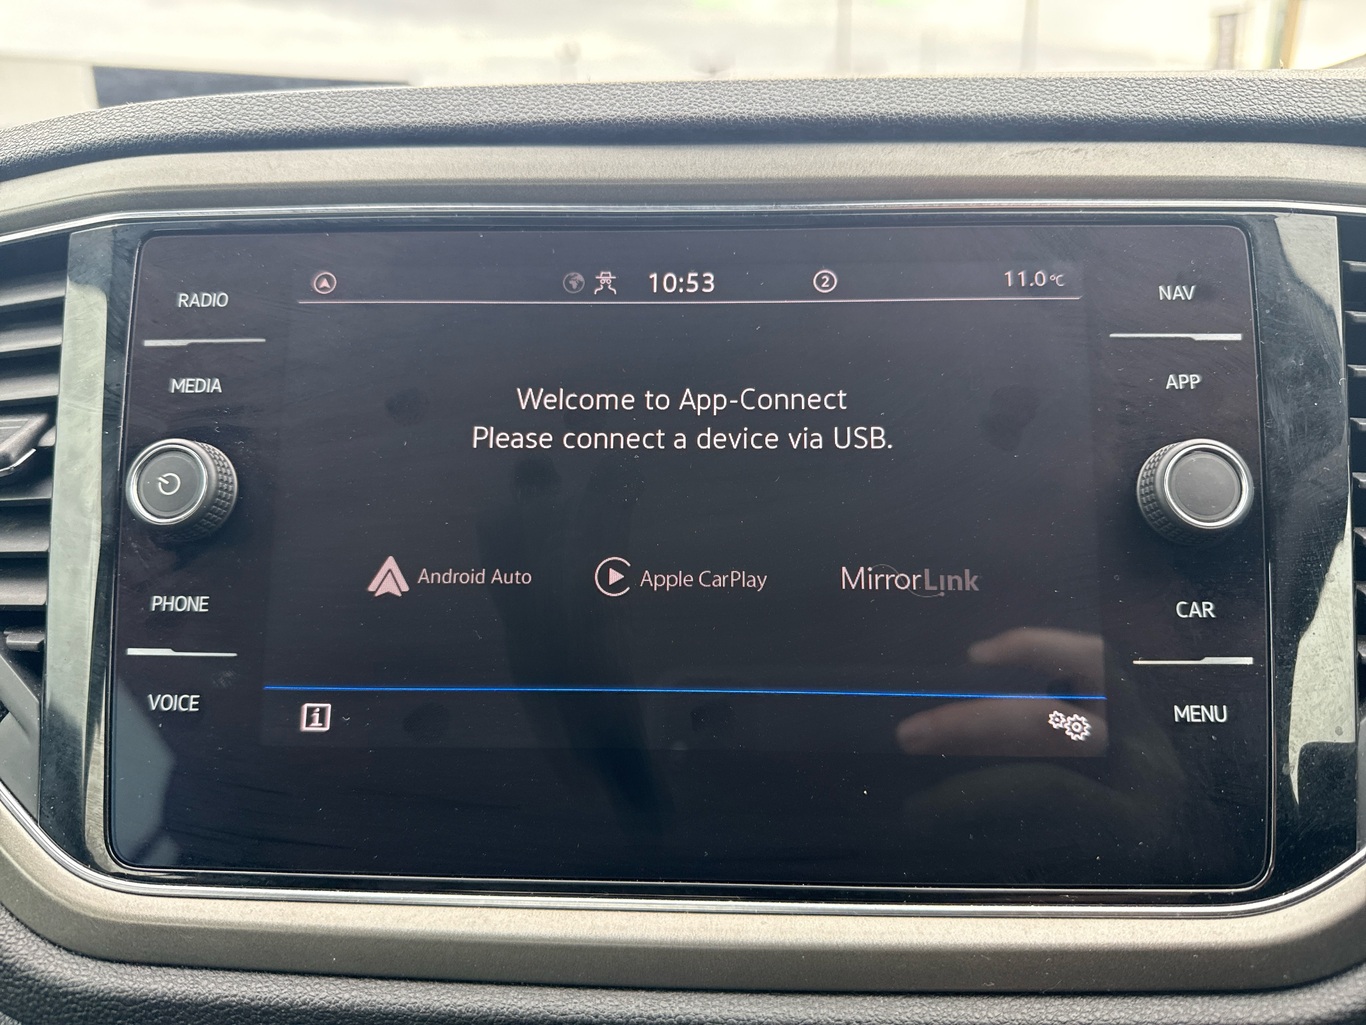 RADIO
MEDIA
PHONE
VOICE
10:53
2
11.0°C
Welcome to App-Connect
Please connect a device via USB.
Android Auto
Apple CarPlay
MirrorLink
i
NAV
APP
CAR
MENU